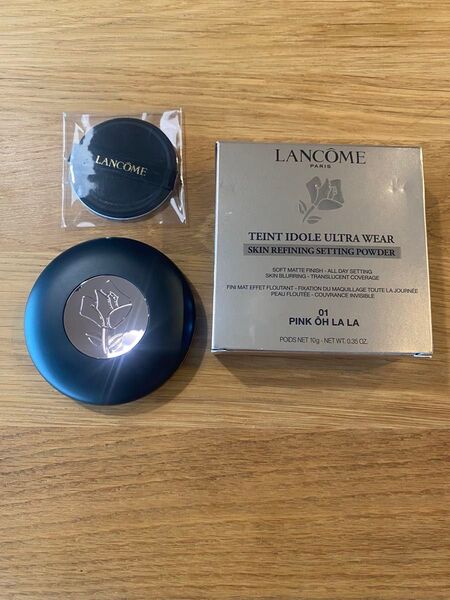 LANCÔME
LANCÔME
PARIS
TEINT IDOLE ULTRA WEAR
SKIN REFINING SETTING POWDER
SOFT MATTE FINISH - ALL DAY SETTING
SKIN BLURRING - TRANSLUCENT COVERAGE
FINI MAT EFFET FLOUTANT - FIXATION DU MAQUILLAGE TOUTE LA JOURNÉE
PEAU FLOUTÉE - COUVRANCE INVISIBLE
01
PINK ÔH LA LA
POIDS NET 10g - NET WT. 0.35 OZ.